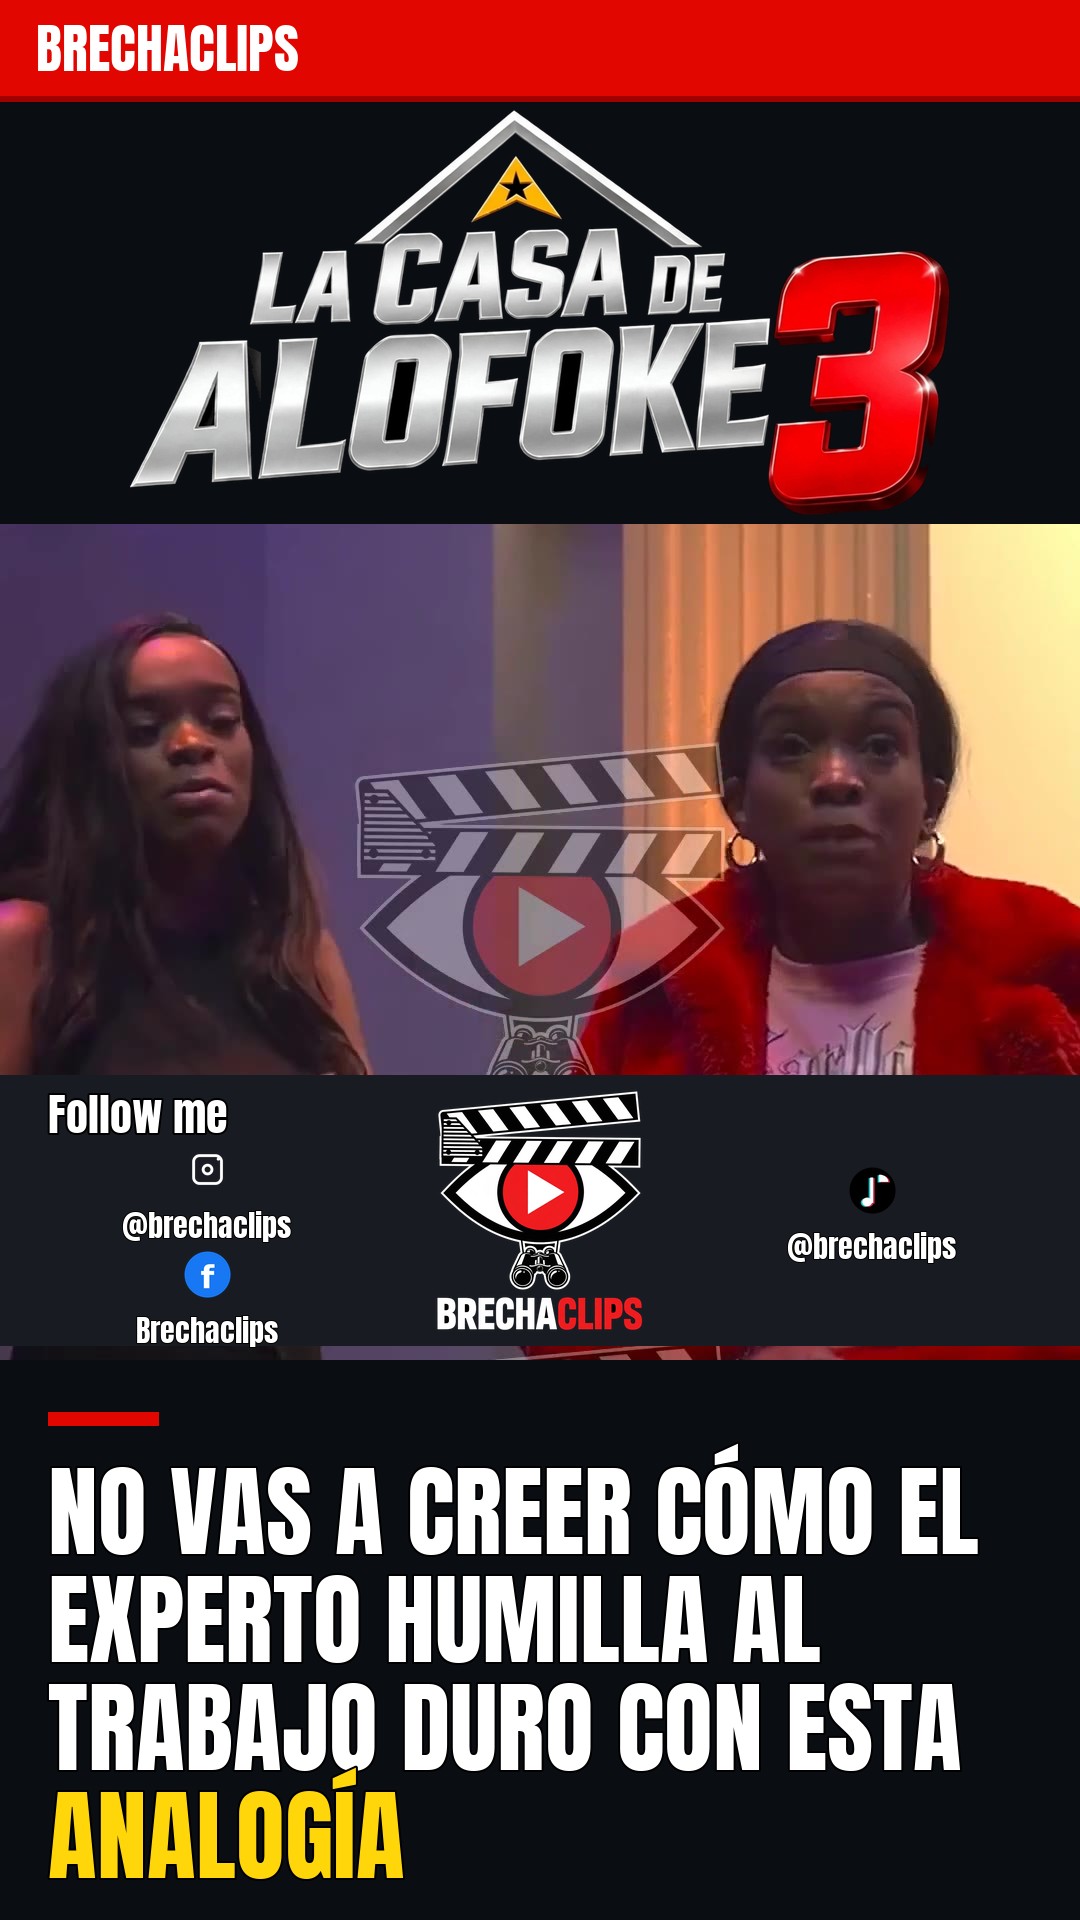 BRECHACLIPS
LA CASA DE
ALOFOKE 3
Follow me
@brechaclips
Brechaclips
BRECHACLIPS
@brechaclips
NO VAS A CREER CÓMO EL
EXPERTO HUMILLA AL
TRABAJO DURO CON ESTA
ANALOGÍA